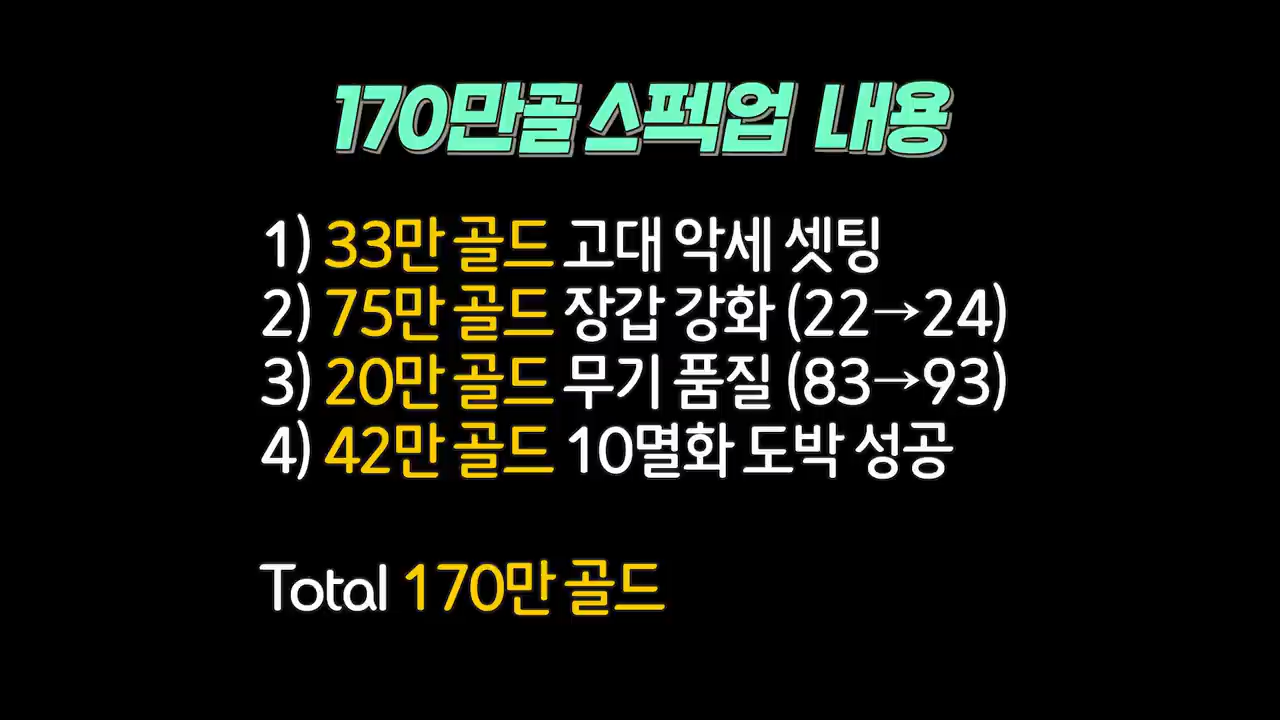 170만골 스펙업 내용
1) 33만 골드 고대 악세 셋팅
2) 75만 골드 장갑 강화 (22→24)
3) 20만 골드 무기 품질 (83→93)
4) 42만 골드 10멸화 도박 성공
Total 170만 골드